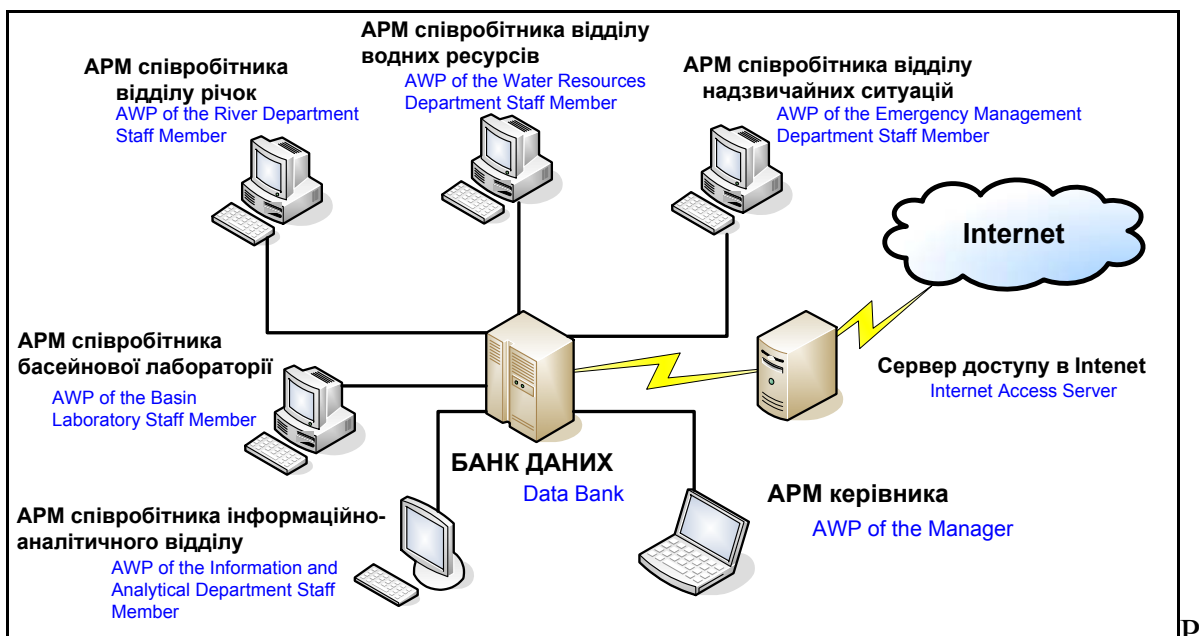 АРМ співробітника
відділу річок
AWP of the River Department
Staff Member
АРМ співробітника відділу
водних ресурсів
AWP of the Water Resources
Department Staff Member
АРМ співробітника відділу
надзвичайних ситуацій
AWP of the Emergency Management
Department Staff Member
Internet
АРМ співробітника
басейнової лабораторії
AWP of the Basin
Laboratory Staff Member
Сервер доступу в Intenet
Internet Access Server
БАНК ДАНИХ
Data Bank
АРМ керівника
AWP of the Manager
АРМ співробітника інформаційно-
аналітичного відділу
AWP of the Information and
Analytical Department Staff
Member
Р